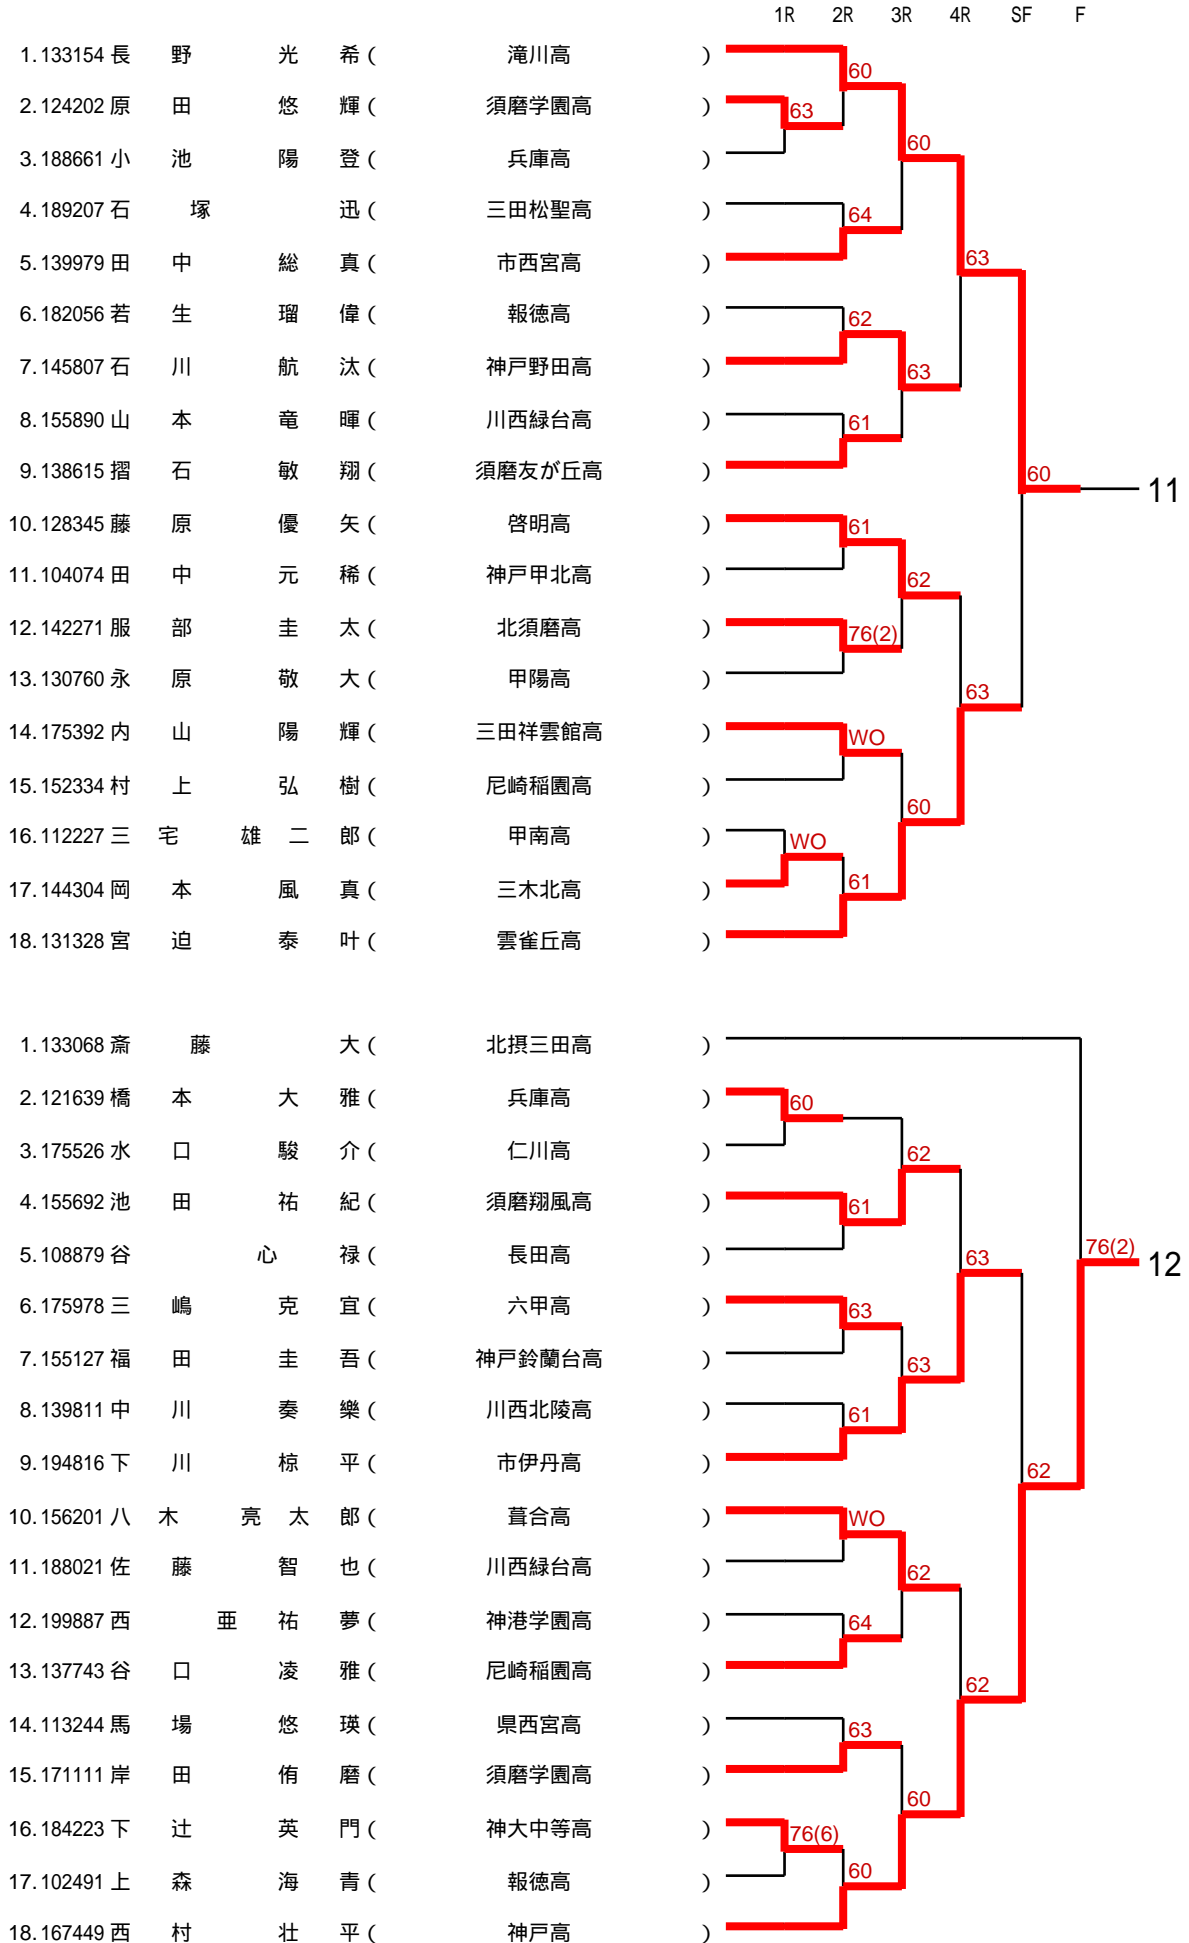 1R 2R 3R 4R SF F
1.133154 長 野 光 希 ( 滝川高 )
60
2.124202 原 田 悠 輝 ( 須磨学園高 )
63
3.188661 小 池 陽 登 ( 兵庫高 )
60
4.189207 石 塚 迅 ( 三田松聖高 )
64
5.139979 田 中 総 真 ( 市西宮高 )
63
6.182056 若 生 瑠 偉 ( 報徳高 )
62
7.145807 石 川 航 汰 ( 神戸野田高 )
63
8.155890 山 本 竜 暉 ( 川西緑台高 )
61
9.138615 摺 石 敏 翔 ( 須磨友が丘高 )
60
11
10.128345 藤 原 優 矢 ( 啓明高 )
61
11.104074 田 中 元 稀 ( 神戸甲北高 )
62
12.142271 服 部 圭 太 ( 北須磨高 )
76(2)
13.130760 永 原 敬 大 ( 甲陽高 )
63
14.175392 内 山 陽 輝 ( 三田祥雲館高 )
WO
15.152334 村 上 弘 樹 ( 尼崎稲園高 )
60
16.112227 三 宅 雄 二 郎 ( 甲南高 )
WO
17.144304 岡 本 風 真 ( 三木北高 )
61
18.131328 宮 迫 泰 叶 ( 雲雀丘高 )
1.133068 斎 藤 大 ( 北摂三田高 )
2.121639 橋 本 大 雅 ( 兵庫高 )
60
3.175526 水 口 駿 介 ( 仁川高 )
62
4.155692 池 田 祐 紀 ( 須磨翔風高 )
61
5.108879 谷 心 禄 ( 長田高 )
63
76(2)
12
6.175978 三 嶋 克 宜 ( 六甲高 )
63
7.155127 福 田 圭 吾 ( 神戸鈴蘭台高 )
63
8.139811 中 川 奏 樂 ( 川西北陵高 )
61
9.194816 下 川 椋 平 ( 市伊丹高 )
62
10.156201 八 木 亮 太 郎 ( 葺合高 )
WO
11.188021 佐 藤 智 也 ( 川西緑台高 )
62
12.199887 西 亜 祐 夢 ( 神港学園高 )
64
13.137743 谷 口 凌 雅 ( 尼崎稲園高 )
62
14.113244 馬 場 悠 瑛 ( 県西宮高 )
63
15.171111 岸 田 侑 磨 ( 須磨学園高 )
60
16.184223 下 辻 英 門 ( 神大中等高 )
76(6)
17.102491 上 森 海 青 ( 報徳高 )
60
18.167449 西 村 壮 平 ( 神戸高 )